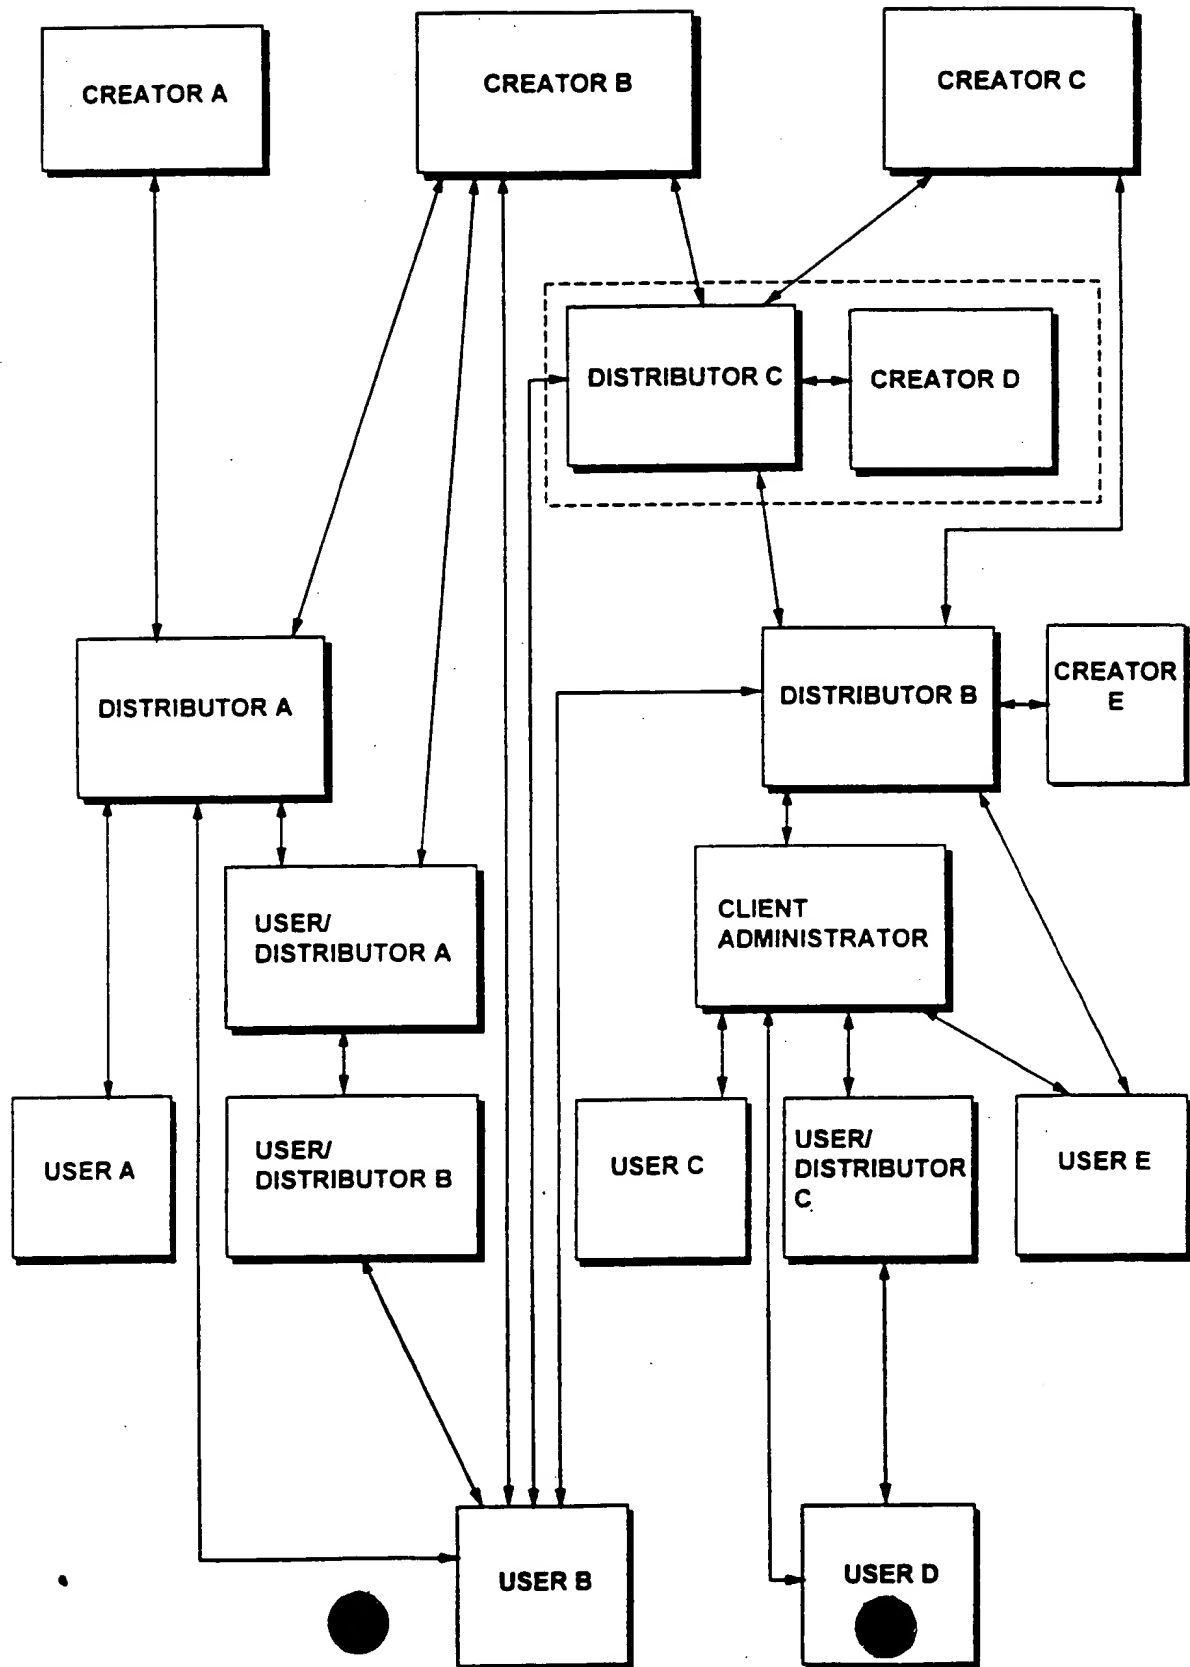 CREATOR A
CREATOR B
CREATOR C
DISTRIBUTOR C
CREATOR D
DISTRIBUTOR A
DISTRIBUTOR B
CREATOR
E
USER/
DISTRIBUTOR A
CLIENT
ADMINISTRATOR
USER A
USER/
DISTRIBUTOR B
USER C
USER/
DISTRIBUTOR
C
USER E
USER B
USER D